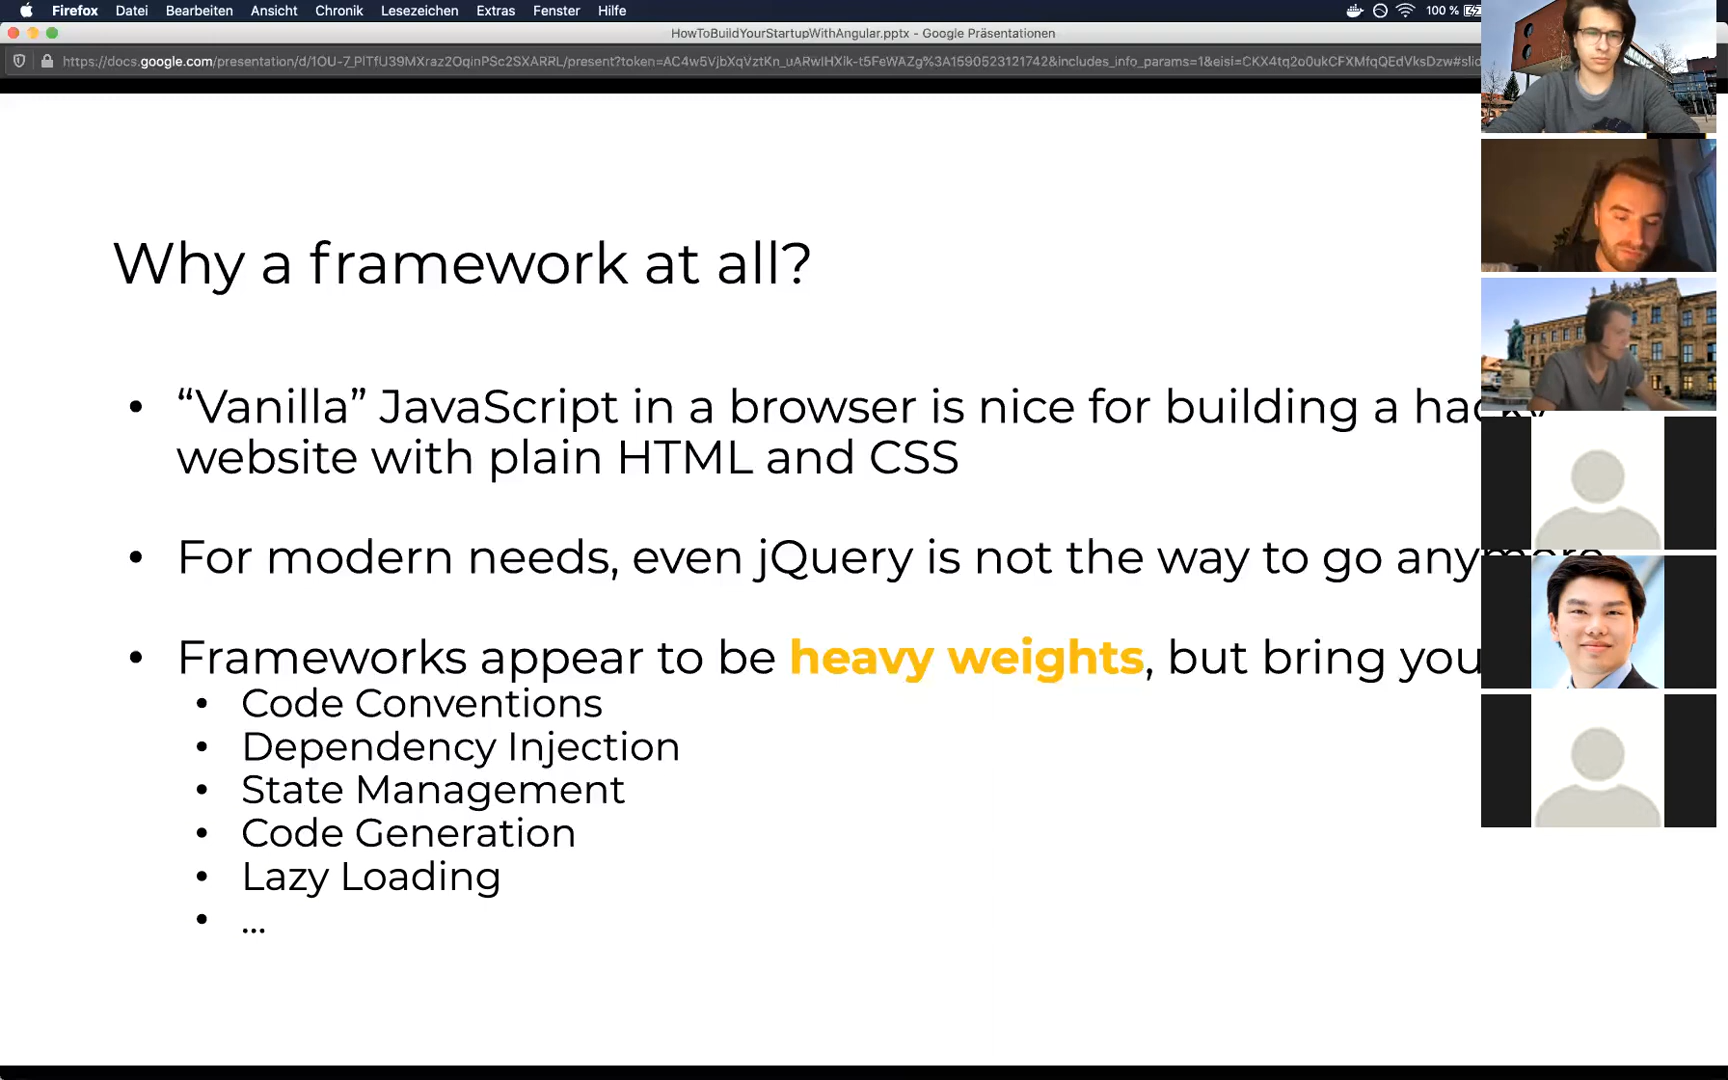 Firefox Datei Bearbeiten Ansicht Chronik Lesezeichen Extras Fenster Hilfe 100 %
HowToBuildYourStartupWithAngular.pptx - Google Präsentationen
Why a framework at all?
• “Vanilla” JavaScript in a browser is nice for building a hacky
website with plain HTML and CSS
• For modern needs, even jQuery is not the way to go anymore
• Frameworks appear to be heavy weights, but bring you
• Code Conventions
• Dependency Injection
• State Management
• Code Generation
• Lazy Loading
• ...